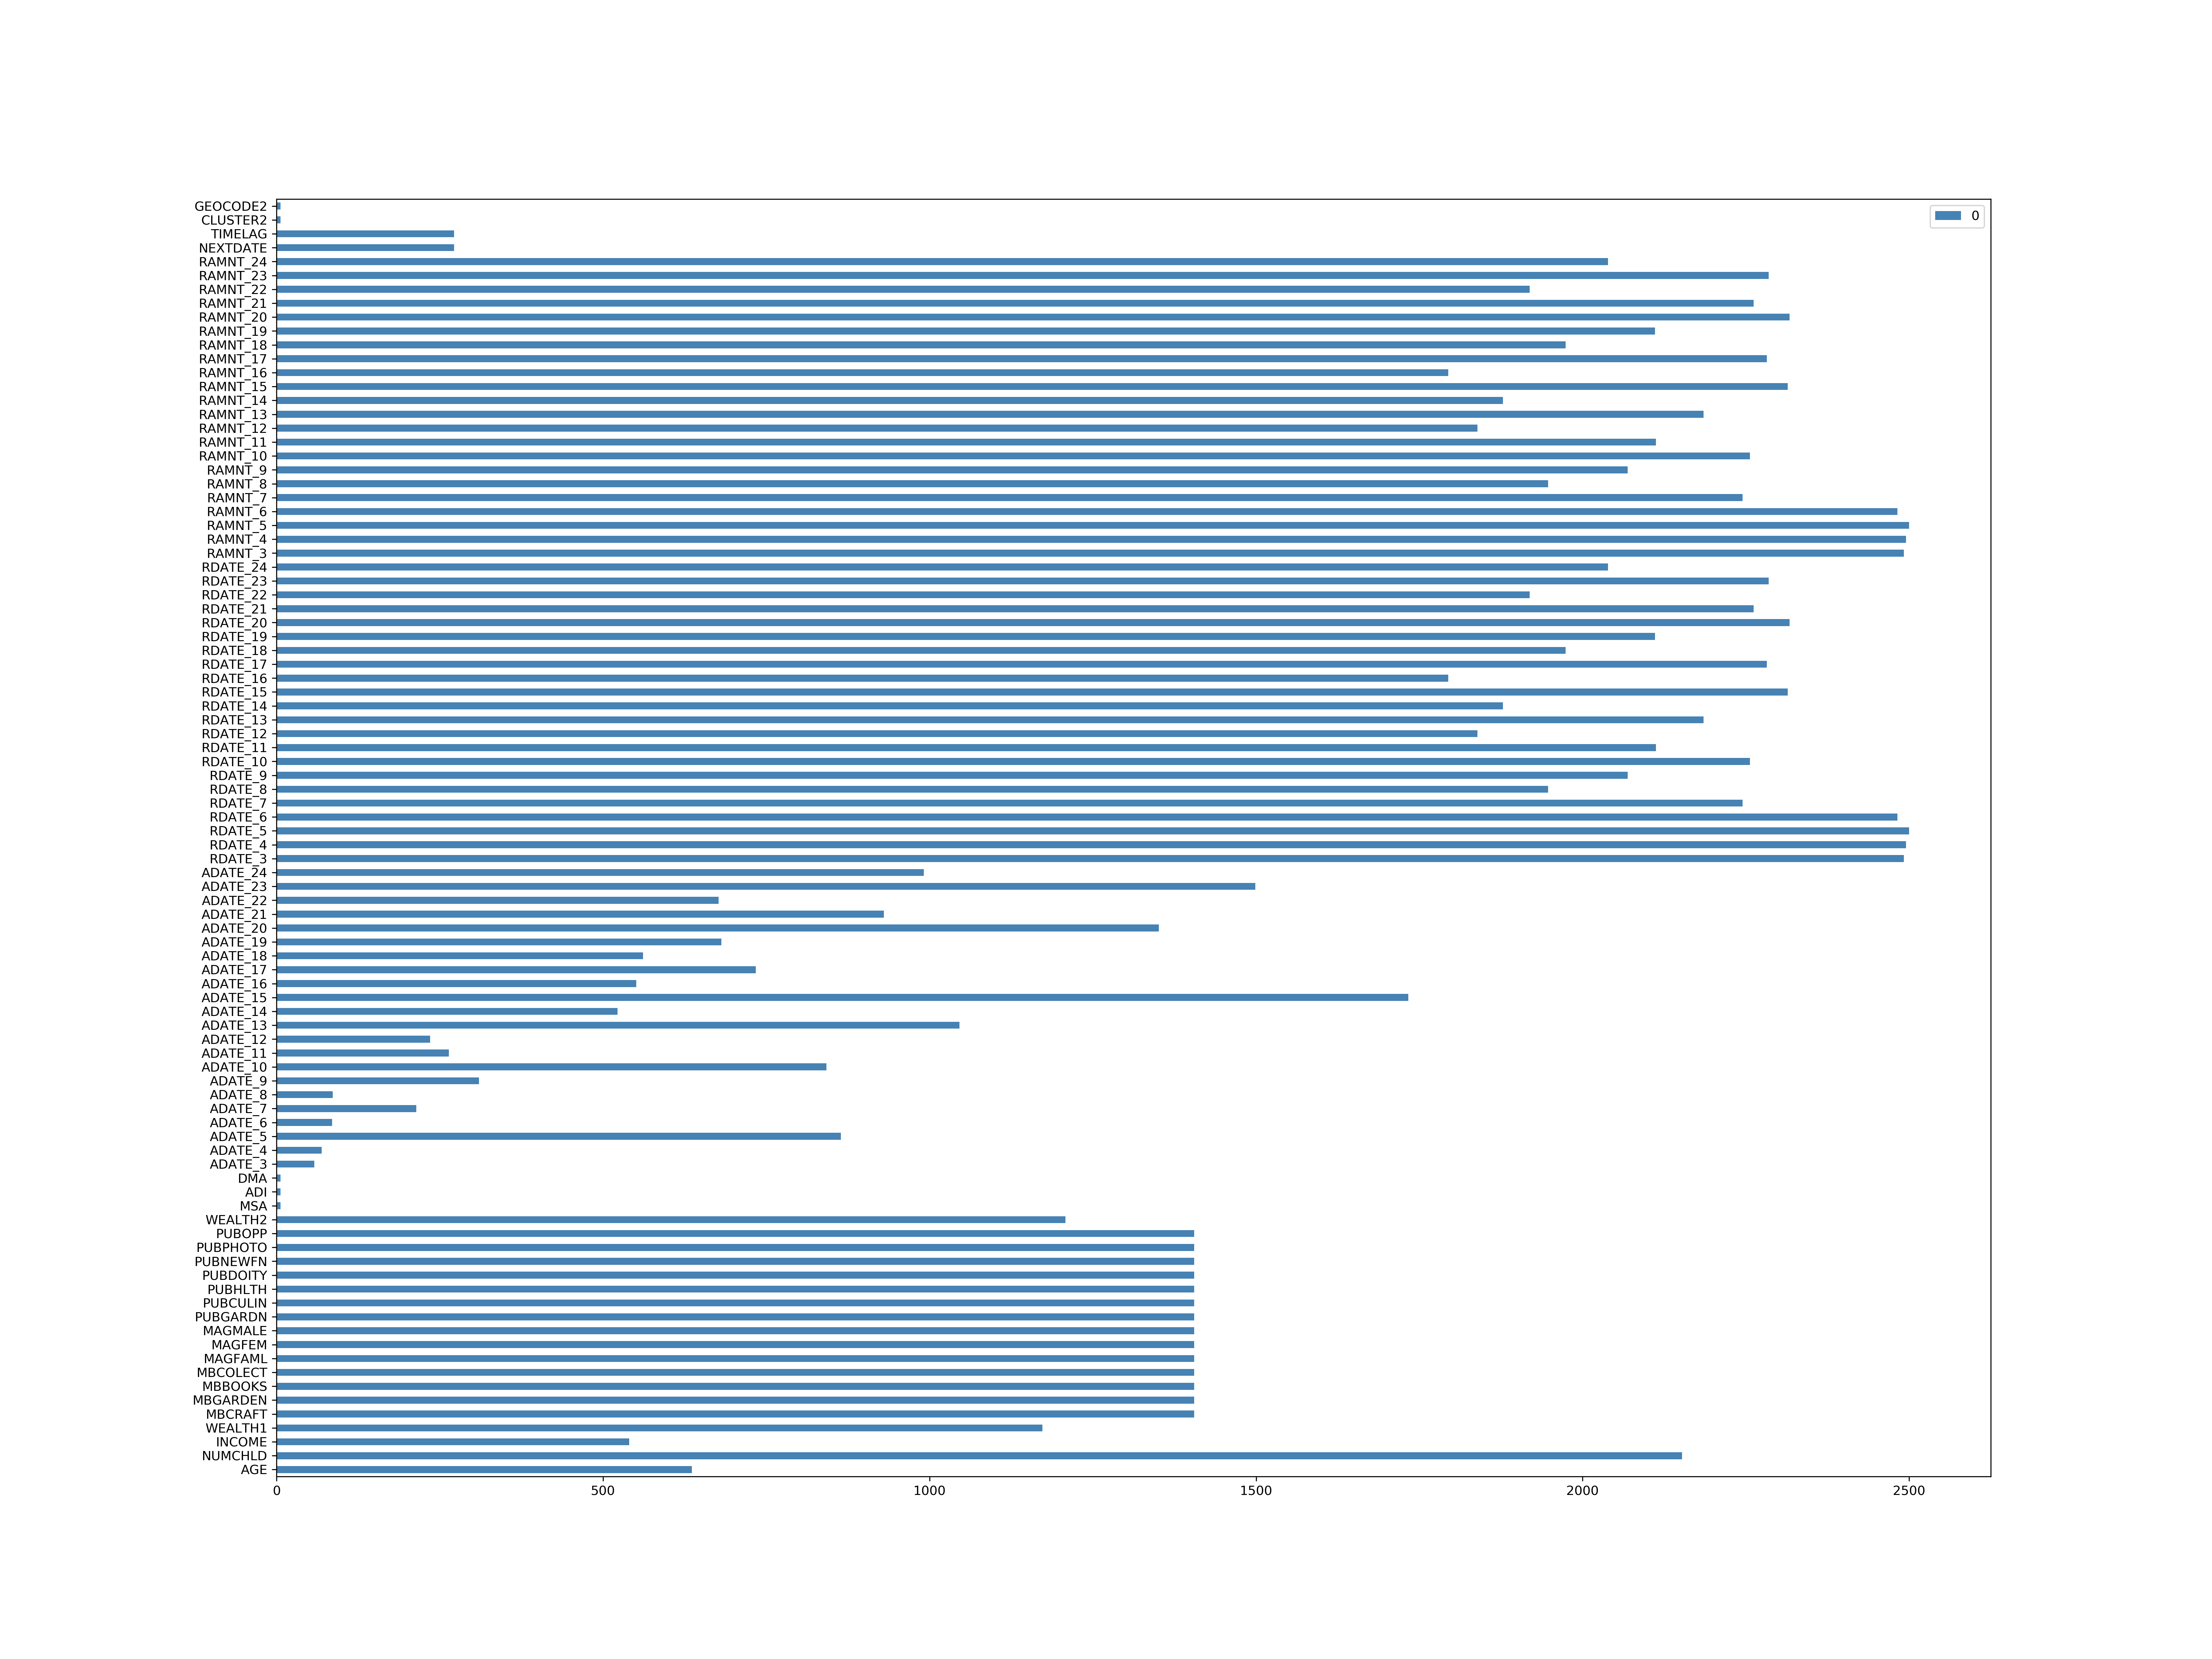 GEOCODE2
CLUSTER2
TIMELAG
NEXTDATE
RAMNT_24
RAMNT_23
RAMNT_22
RAMNT_21
RAMNT_20
RAMNT_19
RAMNT_18
RAMNT_17
RAMNT_16
RAMNT_15
RAMNT_14
RAMNT_13
RAMNT_12
RAMNT_11
RAMNT_10
RAMNT_9
RAMNT_8
RAMNT_7
RAMNT_6
RAMNT_5
RAMNT_4
RAMNT_3
RDATE_24
RDATE_23
RDATE_22
RDATE_21
RDATE_20
RDATE_19
RDATE_18
RDATE_17
RDATE_16
RDATE_15
RDATE_14
RDATE_13
RDATE_12
RDATE_11
RDATE_10
RDATE_9
RDATE_8
RDATE_7
RDATE_6
RDATE_5
RDATE_4
RDATE_3
ADATE_24
ADATE_23
ADATE_22
ADATE_21
ADATE_20
ADATE_19
ADATE_18
ADATE_17
ADATE_16
ADATE_15
ADATE_14
ADATE_13
ADATE_12
ADATE_11
ADATE_10
ADATE_9
ADATE_8
ADATE_7
ADATE_6
ADATE_5
ADATE_4
ADATE_3
DMA
ADI
MSA
WEALTH2
PUBOPP
PUBPHOTO
PUBNEWFN
PUBDOITY
PUBHLTH
PUBCULIN
PUBGARDN
MAGMALE
MAGFEM
MAGFAML
MBCOLECT
MBBOOKS
MBGARDEN
MBCRAFT
WEALTH1
INCOME
NUMCHLD
AGE
0 500 1000 1500 2000 2500
0